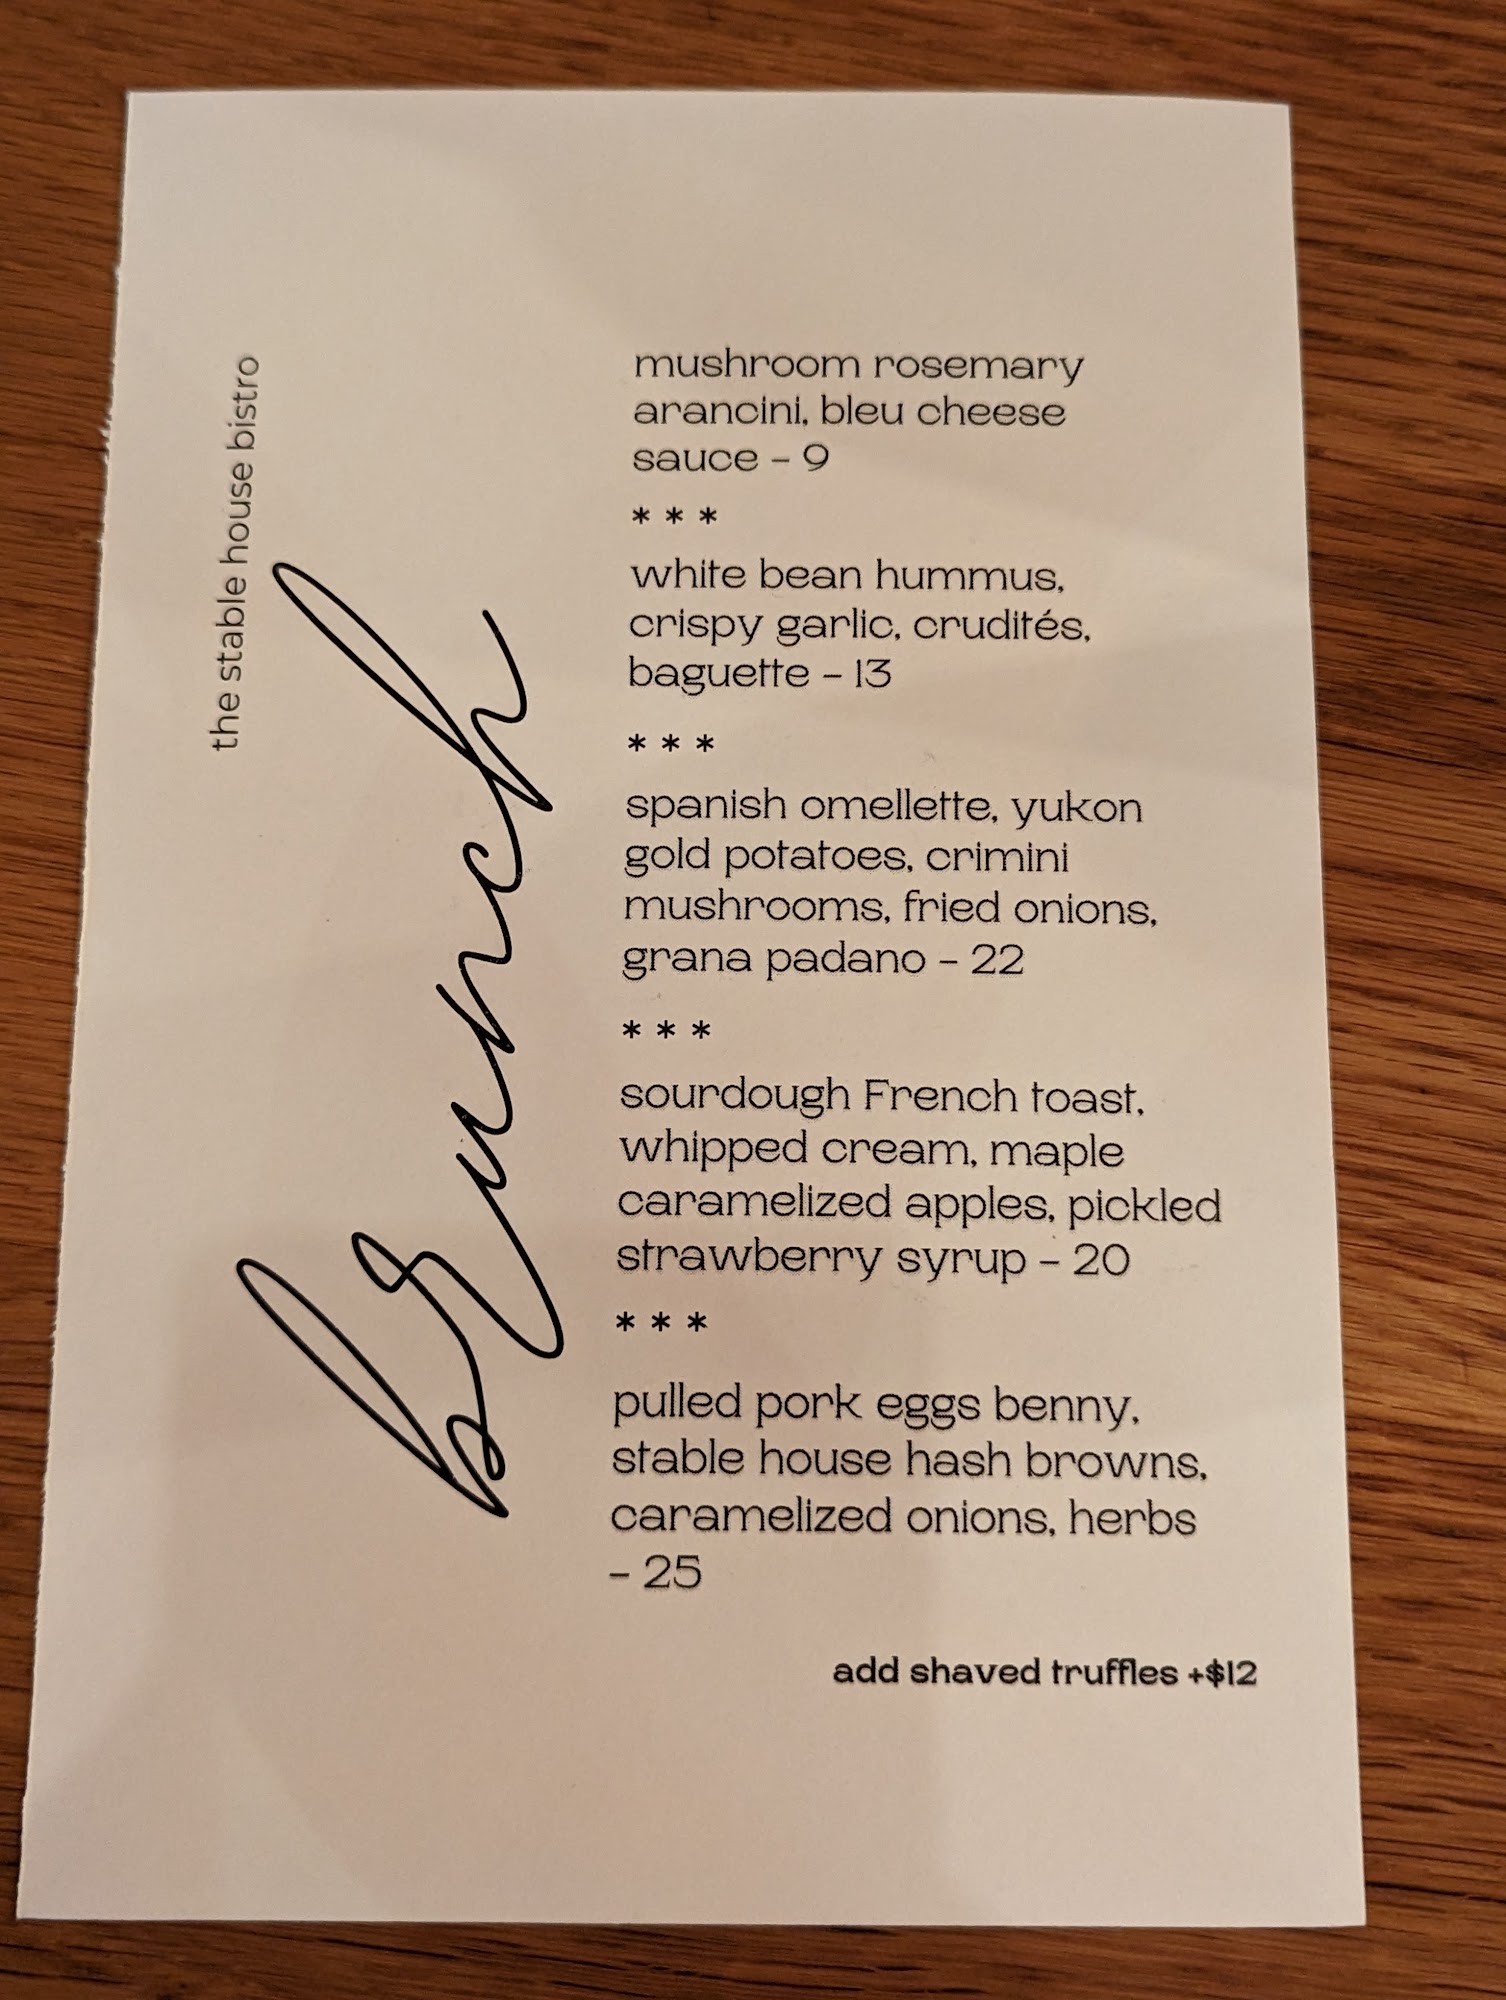 the stable house bistro
brunch
mushroom rosemary
arancini, bleu cheese
sauce – 9
* * *
white bean hummus,
crispy garlic, crudités,
baguette – 13
* * *
spanish omellette, yukon
gold potatoes, crimini
mushrooms, fried onions,
grana padano – 22
* * *
sourdough French toast,
whipped cream, maple
caramelized apples, pickled
strawberry syrup – 20
* * *
pulled pork eggs benny,
stable house hash browns,
caramelized onions, herbs
– 25
add shaved truffles +$12